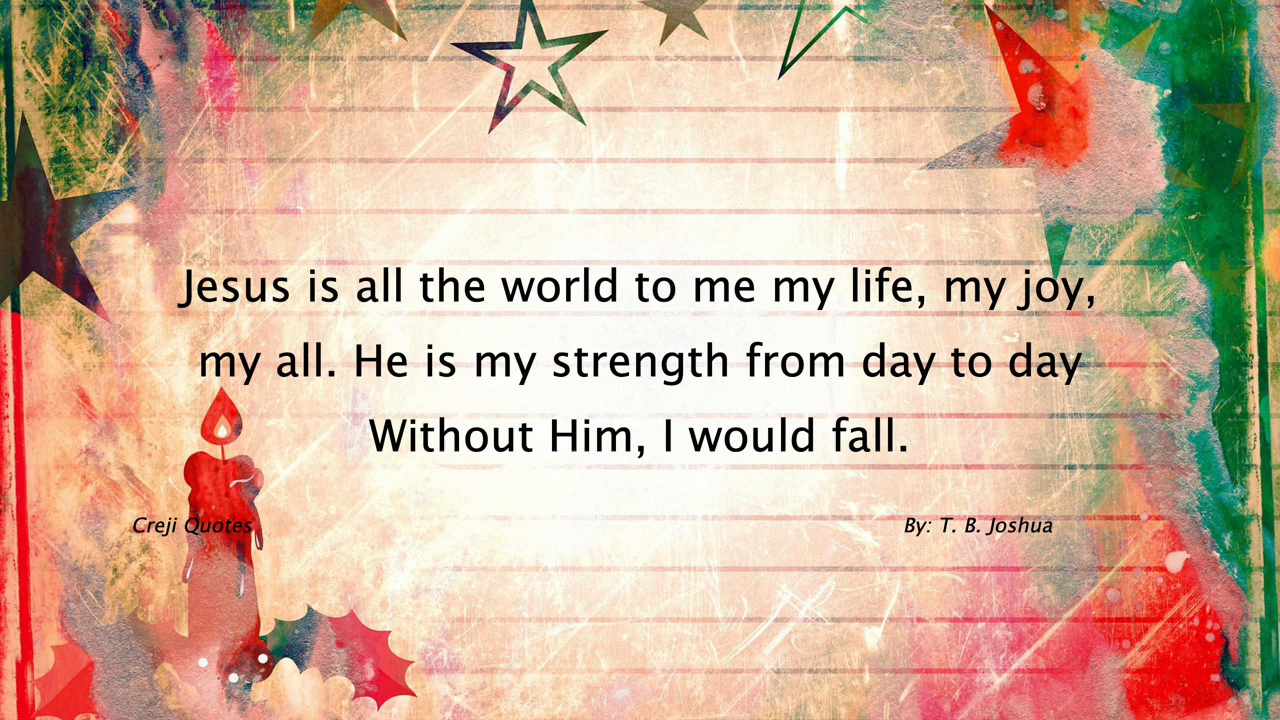 Jesus is all the world to me my life, my joy,
my all. He is my strength from day to day
Without Him, I would fall.
Creji Quotes
By: T. B. Joshua